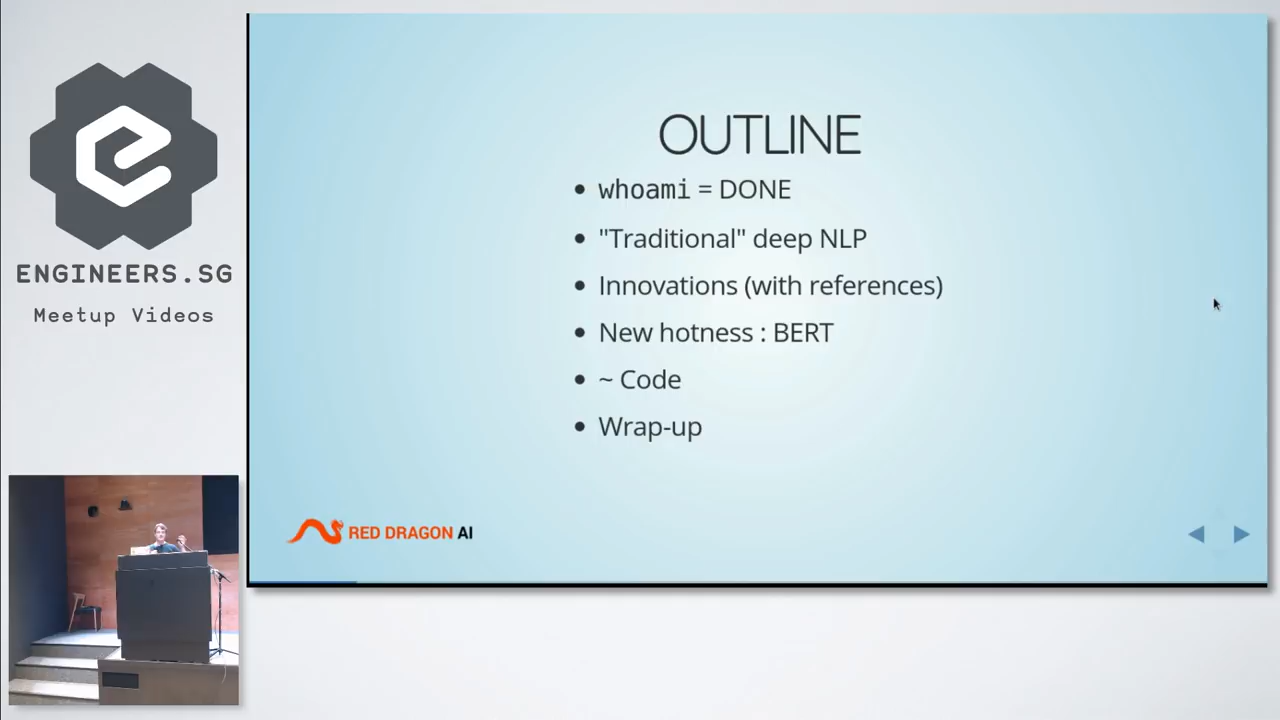 ENGINEERS.SG
Meetup Videos
OUTLINE
whoami = DONE
"Traditional" deep NLP
Innovations (with references)
New hotness : BERT
~ Code
Wrap-up
RED DRAGON AI